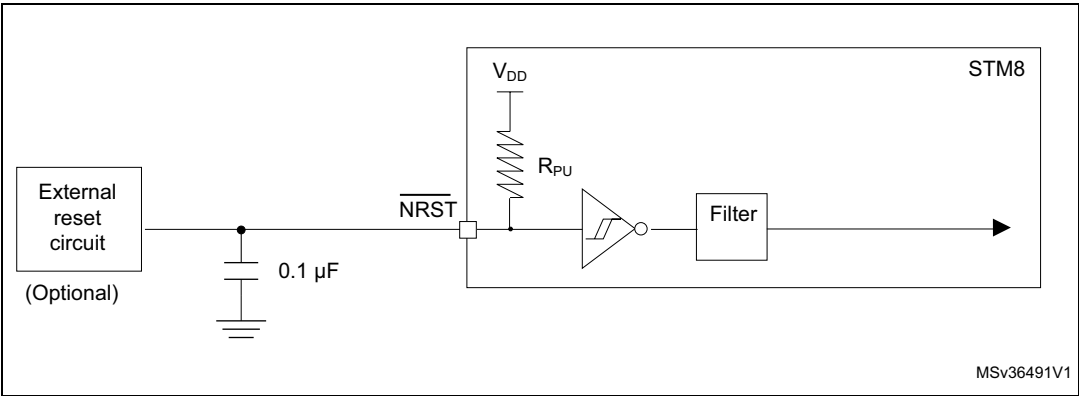 V_DD
STM8
R_PU
External
reset
circuit
(Optional)
NRST
Filter
0.1 µF
MSv36491V1